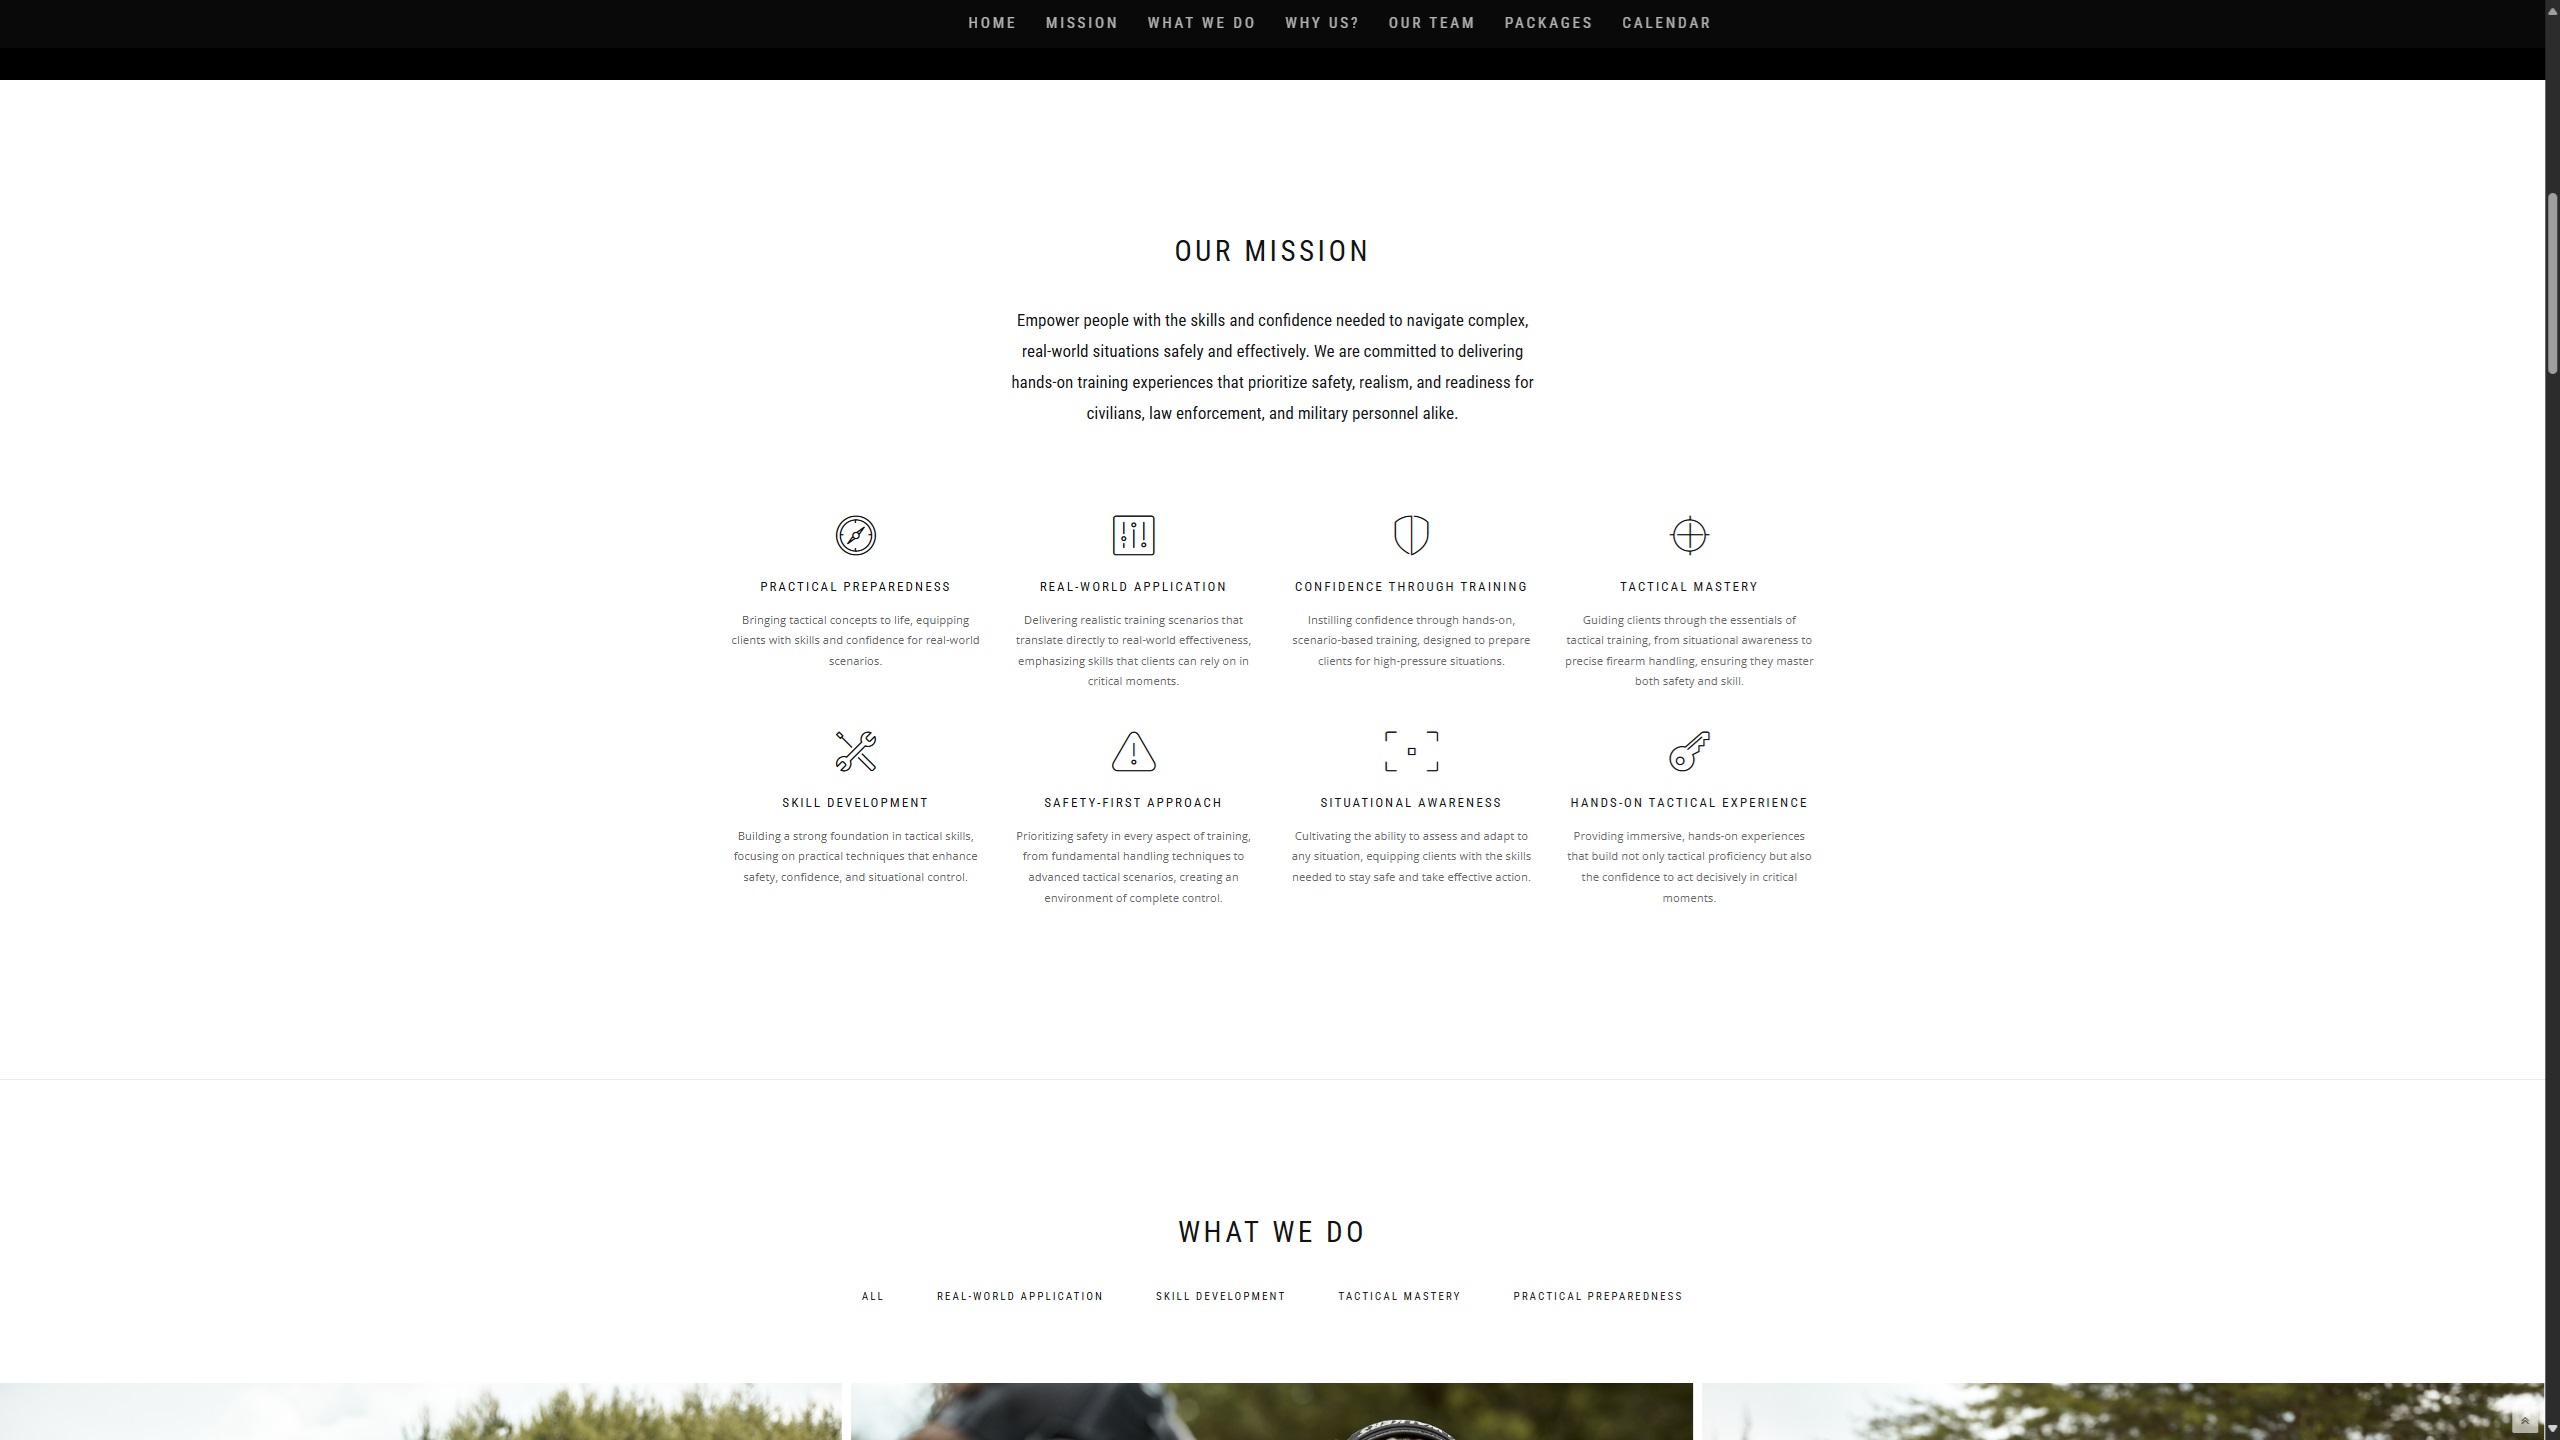 HOME MISSION WHAT WE DO WHY US? OUR TEAM PACKAGES CALENDAR
OUR MISSION
Empower people with the skills and confidence needed to navigate complex,
real-world situations safely and effectively. We are committed to delivering
hands-on training experiences that prioritize safety, realism, and readiness for
civilians, law enforcement, and military personnel alike.
PRACTICAL PREPAREDNESS
Bringing tactical concepts to life, equipping
clients with skills and confidence for real-world
scenarios.
REAL-WORLD APPLICATION
Delivering realistic training scenarios that
translate directly to real-world effectiveness,
emphasizing skills that clients can rely on in
critical moments.
CONFIDENCE THROUGH TRAINING
Instilling confidence through hands-on,
scenario-based training, designed to prepare
clients for high-pressure situations.
TACTICAL MASTERY
Guiding clients through the essentials of
tactical training, from situational awareness to
precise firearm handling, ensuring they master
both safety and skill.
SKILL DEVELOPMENT
Building a strong foundation in tactical skills,
focusing on practical techniques that enhance
safety, confidence, and situational control.
SAFETY-FIRST APPROACH
Prioritizing safety in every aspect of training,
from fundamental handling techniques to
advanced tactical scenarios, creating an
environment of complete control.
SITUATIONAL AWARENESS
Cultivating the ability to assess and adapt to
any situation, equipping clients with the skills
needed to stay safe and take effective action.
HANDS-ON TACTICAL EXPERIENCE
Providing immersive, hands-on experiences
that build not only tactical proficiency but also
the confidence to act decisively in critical
moments.
WHAT WE DO
ALL REAL-WORLD APPLICATION SKILL DEVELOPMENT TACTICAL MASTERY PRACTICAL PREPAREDNESS